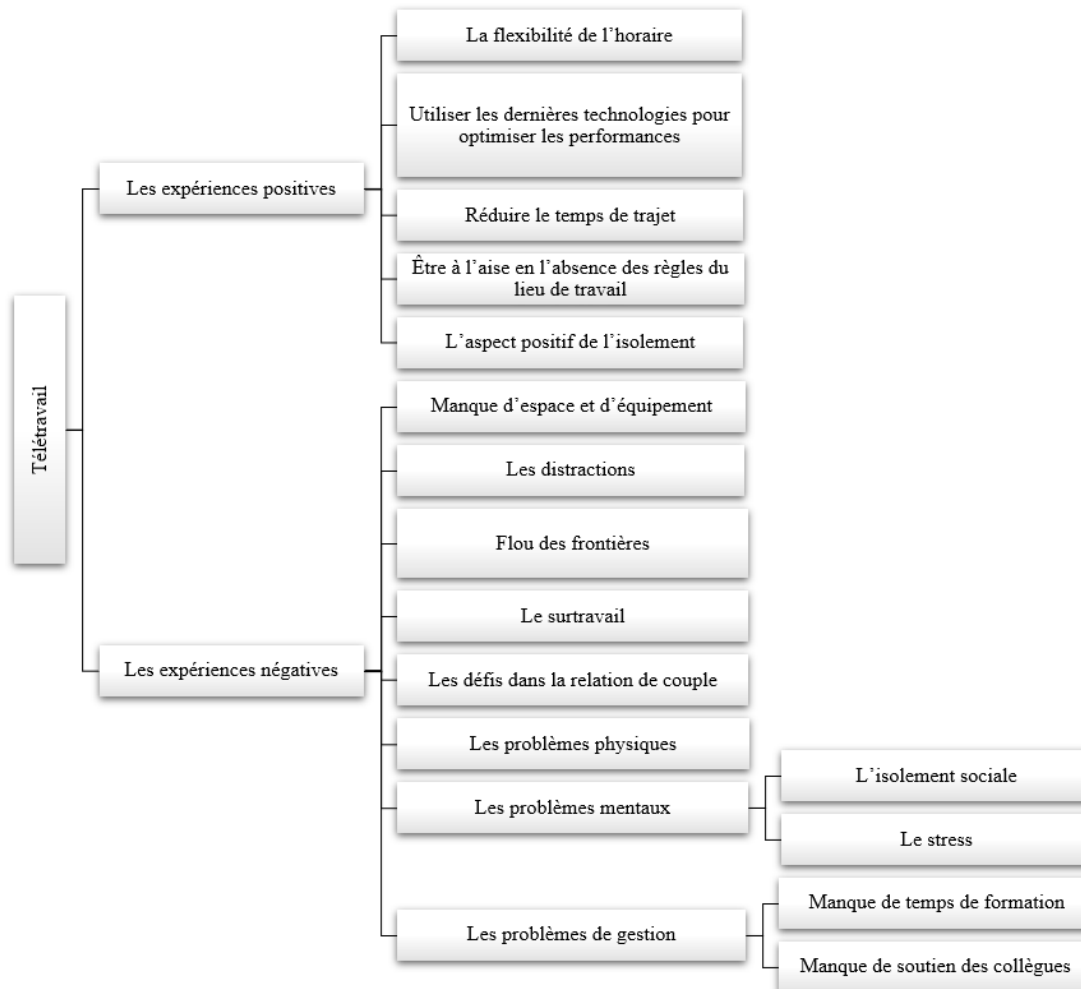 Télétravail
Les expériences positives
La flexibilité de l'horaire
Utiliser les dernières technologies pour
optimiser les performances
Réduire le temps de trajet
Être à l'aise en l'absence des règles du
lieu de travail
L'aspect positif de l'isolement
Les expériences négatives
Manque d'espace et d'équipement
Les distractions
Flou des frontières
Le surtravail
Les défis dans la relation de couple
Les problèmes physiques
Les problèmes mentaux
L'isolement sociale
Le stress
Les problèmes de gestion
Manque de temps de formation
Manque de soutien des collègues